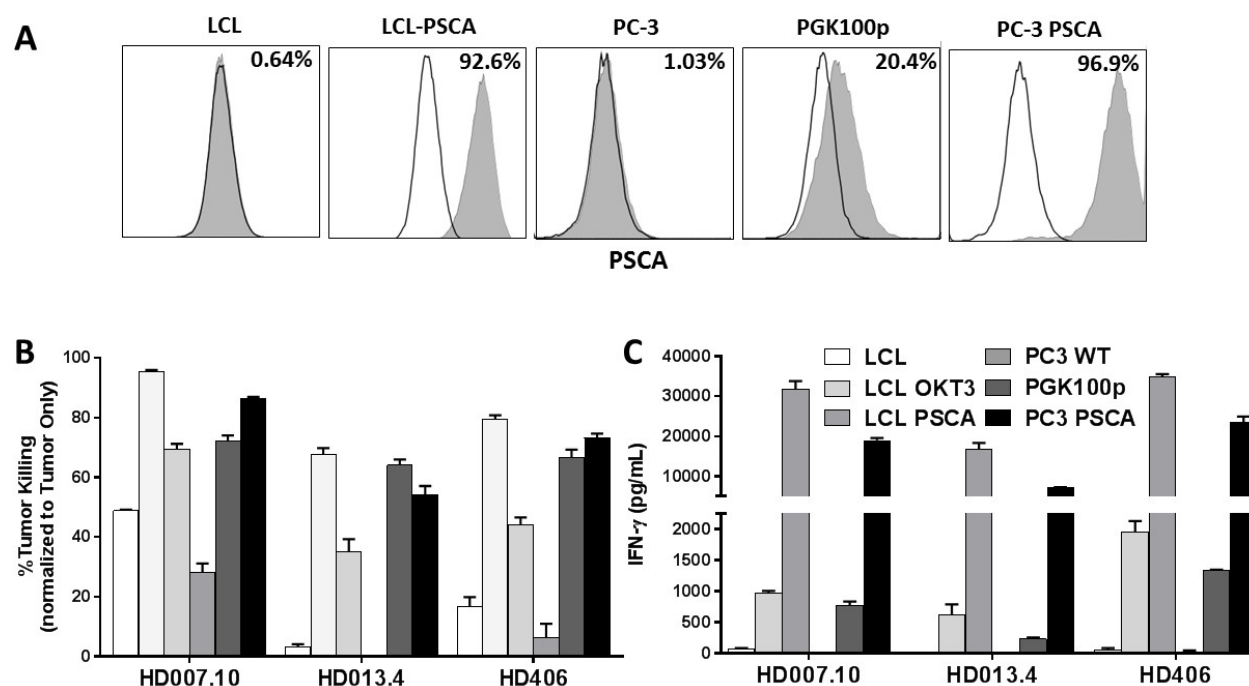 A
LCL
LCL-PSCA
PC-3
PGK100p
PC-3 PSCA
0.64%
92.6%
1.03%
20.4%
96.9%
PSCA
B
%Tumor Killing
(normalized to Tumor Only)
100
80
60
40
20
0
HD007.10
HD013.4
HD406
C
IFN-γ (pg/mL)
LCL
PC3 WT
LCL OKT3
PGK100p
LCL PSCA
PC3 PSCA
40000
30000
20000
10000
2000
1500
1000
500
0
HD007.10
HD013.4
HD406